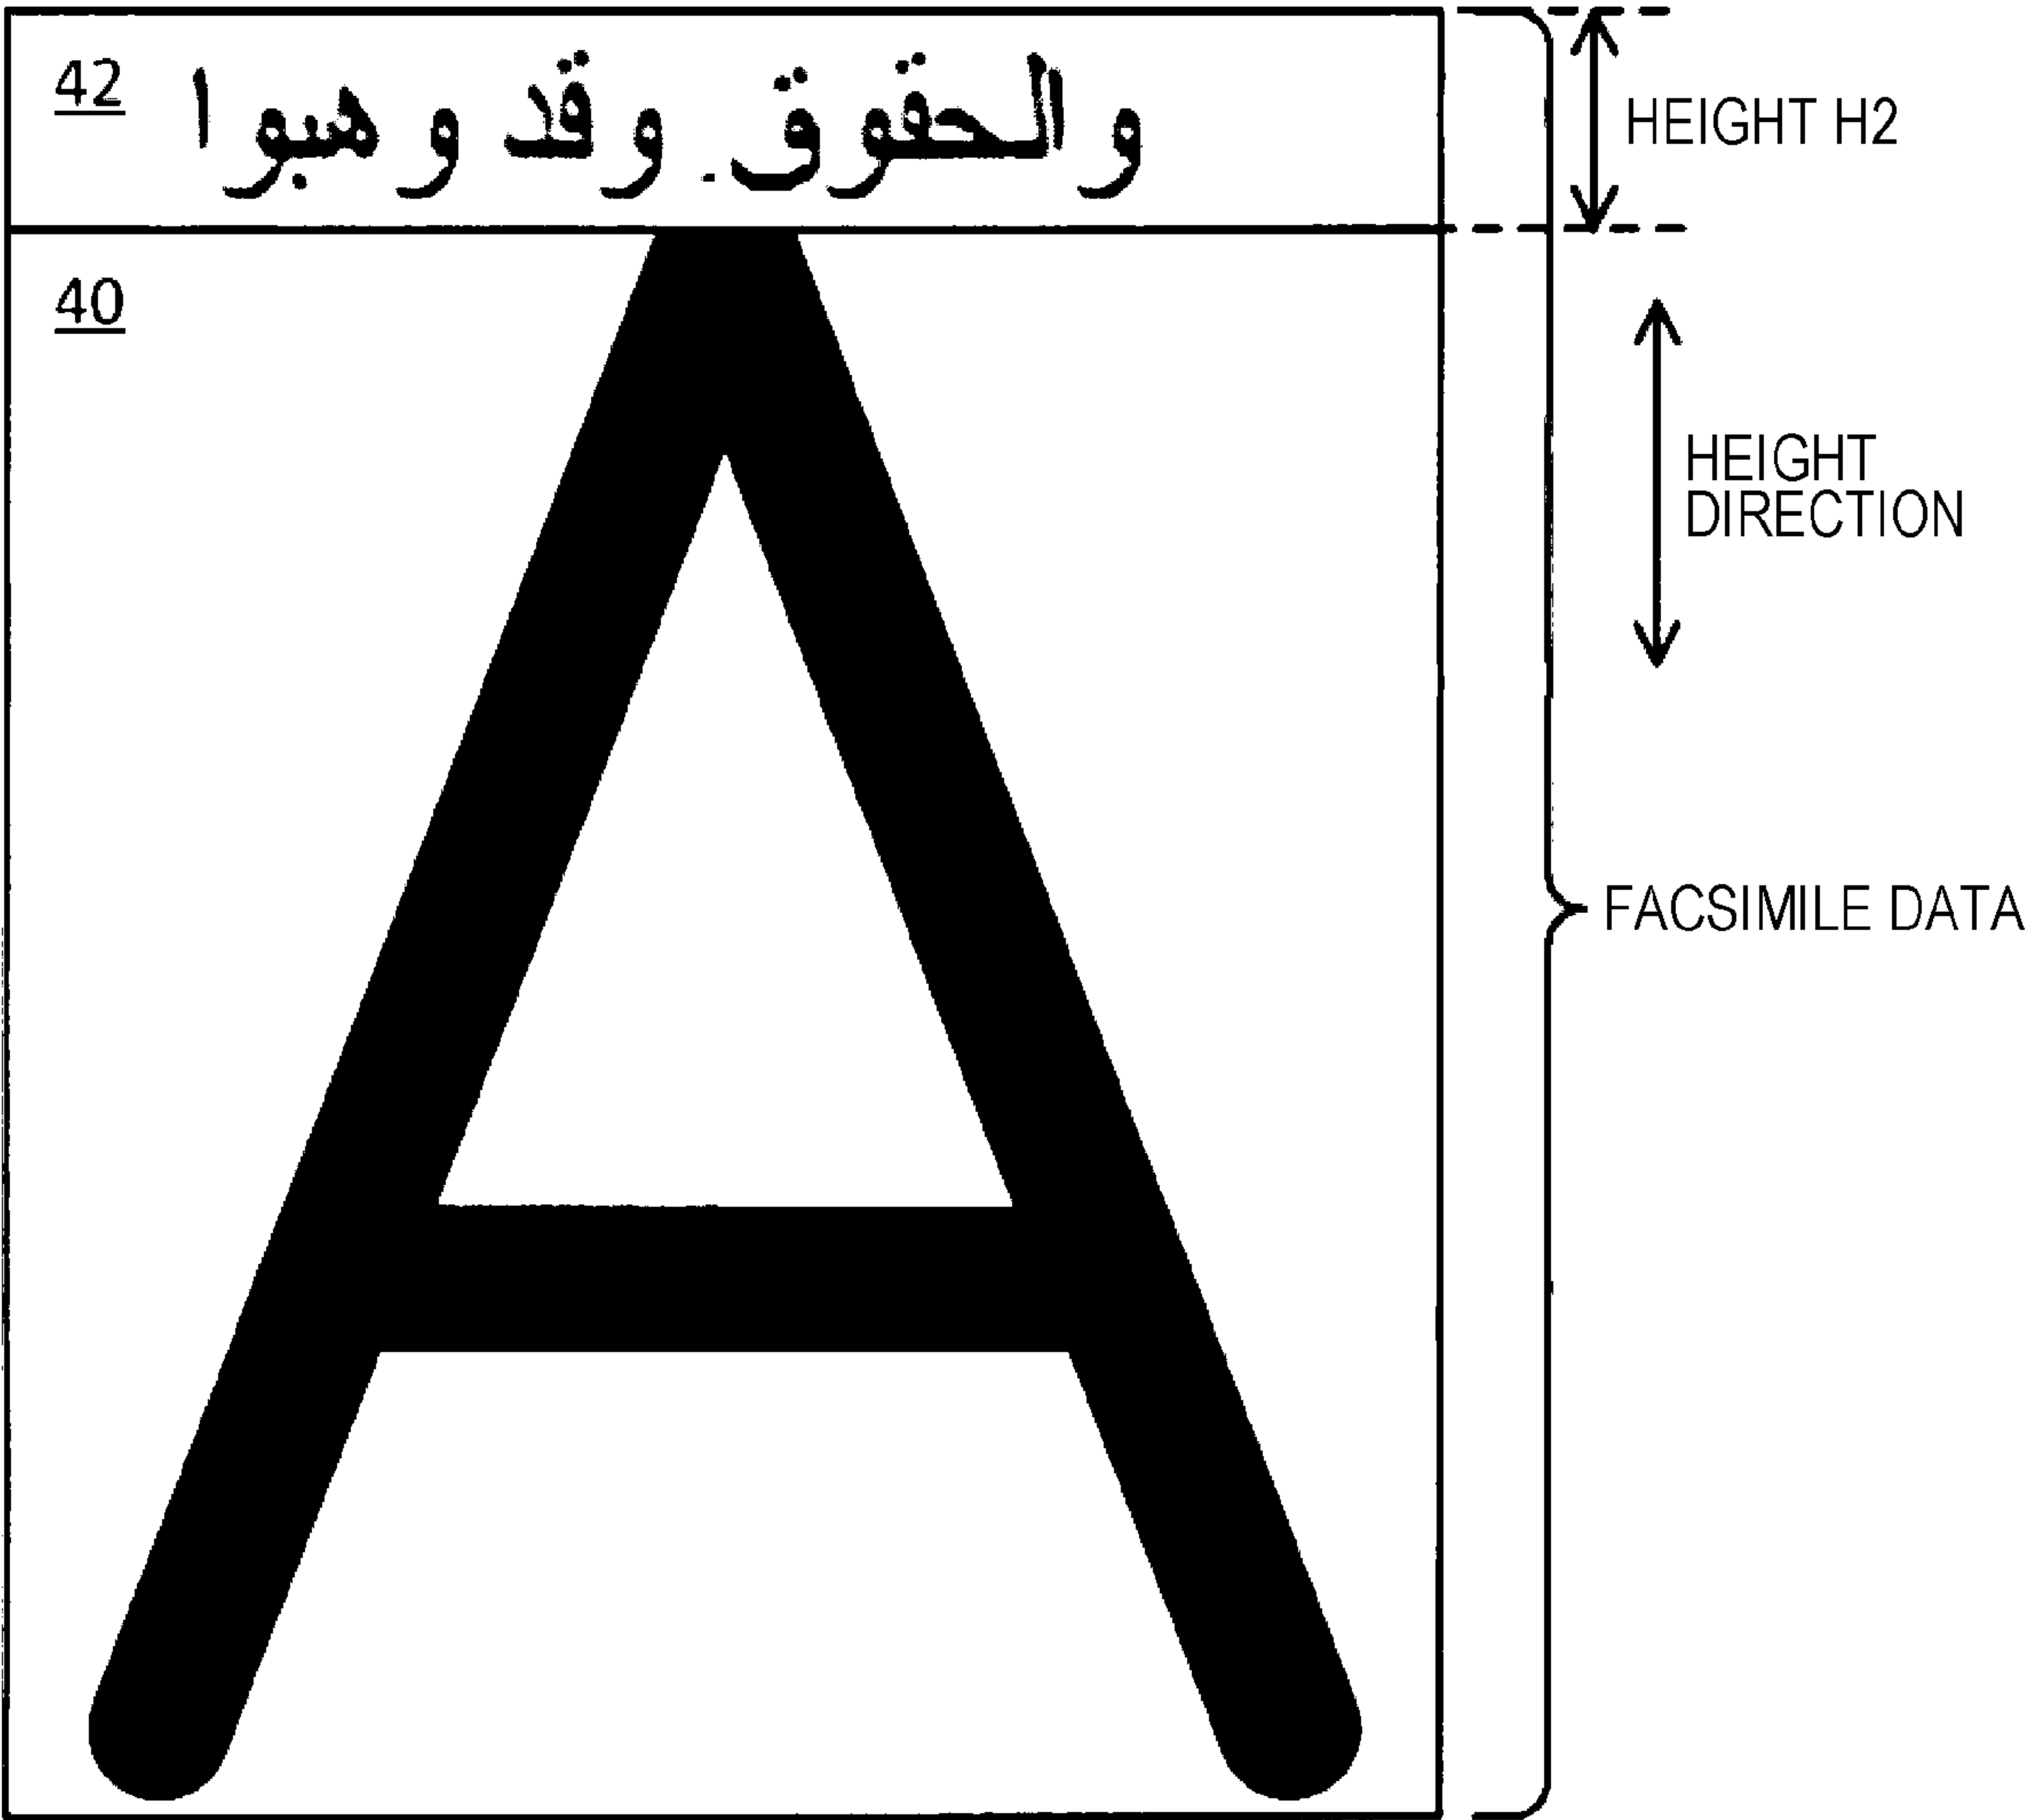 42
والحقوق. وقد وهبوا
HEIGHT H2
40
A
HEIGHT
DIRECTION
FACSIMILE DATA